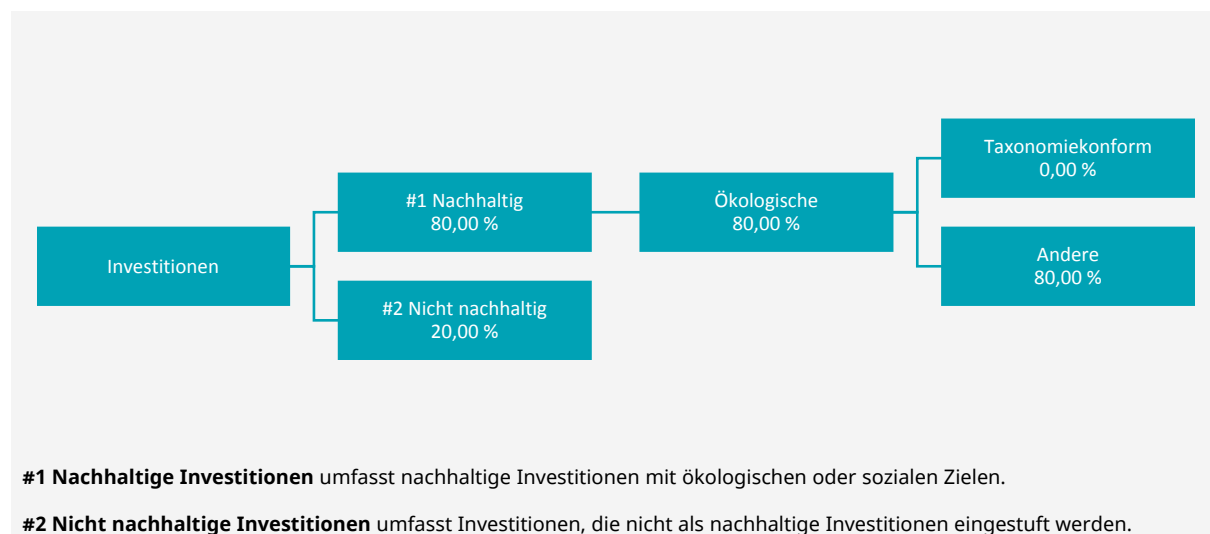 Taxonomiekonform
0,00 %
#1 Nachhaltig
80,00 %
Ökologische
80,00 %
Investitionen
Andere
80,00 %
#2 Nicht nachhaltig
20,00 %
#1 Nachhaltige Investitionen umfasst nachhaltige Investitionen mit ökologischen oder sozialen Zielen.
#2 Nicht nachhaltige Investitionen umfasst Investitionen, die nicht als nachhaltige Investitionen eingestuft werden.